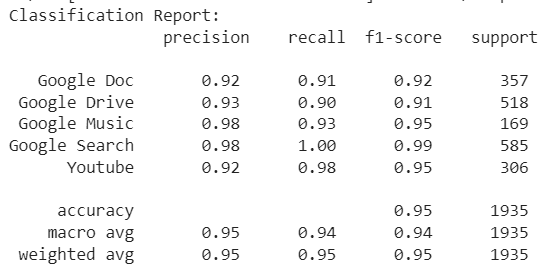 Classification Report:
precision recall f1-score support
Google Doc 0.92 0.91 0.92 357
Google Drive 0.93 0.90 0.91 518
Google Music 0.98 0.93 0.95 169
Google Search 0.98 1.00 0.99 585
Youtube 0.92 0.98 0.95 306
accuracy 0.95 1935
macro avg 0.95 0.94 0.94 1935
weighted avg 0.95 0.95 0.95 1935